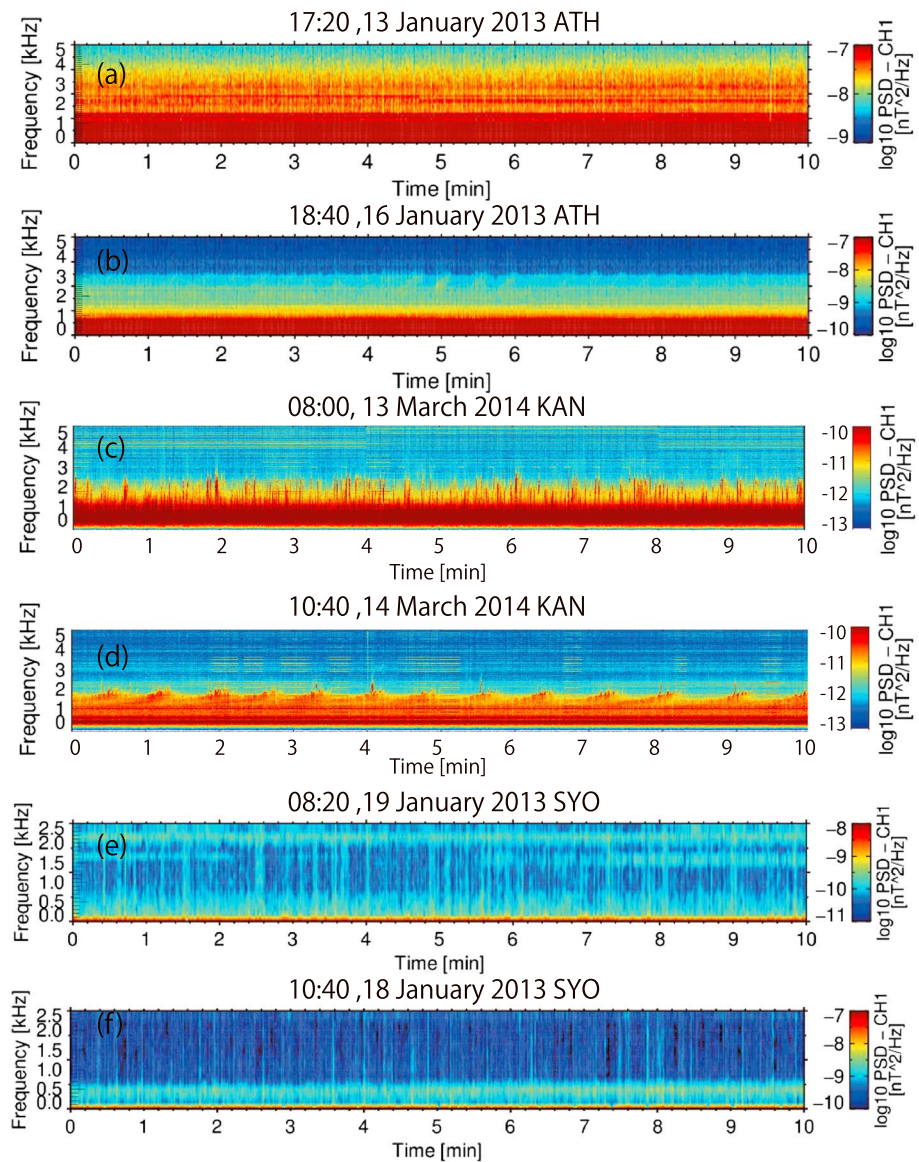 17:20 ,13 January 2013 ATH
(a)
Frequency [kHz]
5
4
3
2
1
0
0 1 2 3 4 5 6 7 8 9 10
Time [min]
−7
−8
−9
log10 PSD − CH1
[nT^2/Hz]
18:40 ,16 January 2013 ATH
(b)
Frequency [kHz]
5
4
3
2
1
0
0 1 2 3 4 5 6 7 8 9 10
Time [min]
−7
−8
−9
−10
log10 PSD − CH1
[nT^2/Hz]
08:00, 13 March 2014 KAN
(c)
Frequency [kHz]
5
4
3
2
1
0
0 1 2 3 4 5 6 7 8 9 10
Time [min]
-10
-11
-12
-13
log10 PSD − CH1
[nT^2/Hz]
10:40 ,14 March 2014 KAN
(d)
Frequency [kHz]
5
4
3
2
1
0
0 1 2 3 4 5 6 7 8 9 10
Time [min]
-10
-11
-12
-13
log10 PSD − CH1
[nT^2/Hz]
08:20 ,19 January 2013 SYO
(e)
Frequency [kHz]
2.5
2.0
1.5
1.0
0.5
0.0
0 1 2 3 4 5 6 7 8 9 10
Time [min]
−8
−9
−10
−11
log10 PSD − CH1
[nT^2/Hz]
10:40 ,18 January 2013 SYO
(f)
Frequency [kHz]
2.5
2.0
1.5
1.0
0.5
0.0
0 1 2 3 4 5 6 7 8 9 10
Time [min]
−7
−8
−9
−10
log10 PSD − CH1
[nT^2/Hz]